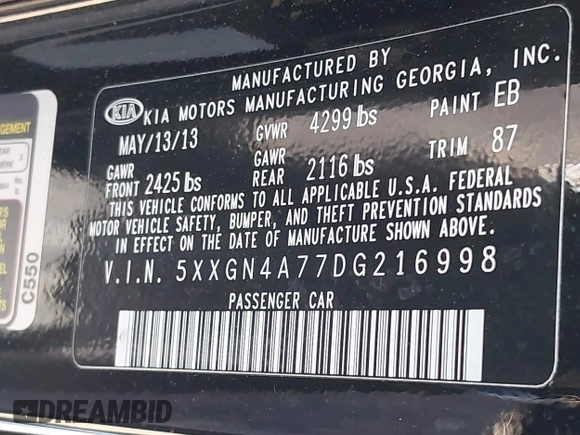 MANUFACTURED BY
KIA KIA MOTORS MANUFACTURING GEORGIA, INC.
MAY/13/13 GVWR 4299 lbs PAINT EB
GAWR FRONT 2425 lbs GAWR REAR 2116 lbs TRIM 87
THIS VEHICLE CONFORMS TO ALL APPLICABLE U.S.A. FEDERAL
MOTOR VEHICLE SAFETY, BUMPER, AND THEFT PREVENTION STANDARDS
IN EFFECT ON THE DATE OF MANUFACTURE SHOWN ABOVE.
V.I.N. 5XXGN4A77DG216998
PASSENGER CAR
C550
DREAMBID